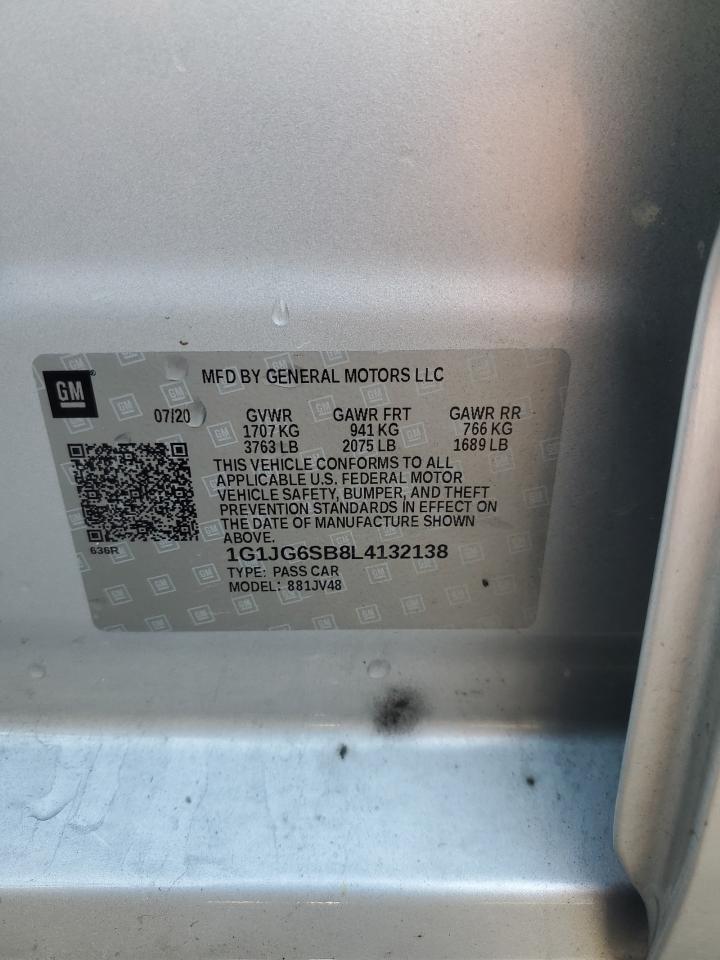 GM
MFD BY GENERAL MOTORS LLC
07/20 GVWR GAWR FRT GAWR RR
1707 KG 941 KG 766 KG
3763 LB 2075 LB 1689 LB
THIS VEHICLE CONFORMS TO ALL
APPLICABLE U.S. FEDERAL MOTOR
VEHICLE SAFETY, BUMPER, AND THEFT
PREVENTION STANDARDS IN EFFECT ON
THE DATE OF MANUFACTURE SHOWN
ABOVE.
636R
1G1JG6SB8L4132138
TYPE: PASS CAR
MODEL: 881JV48